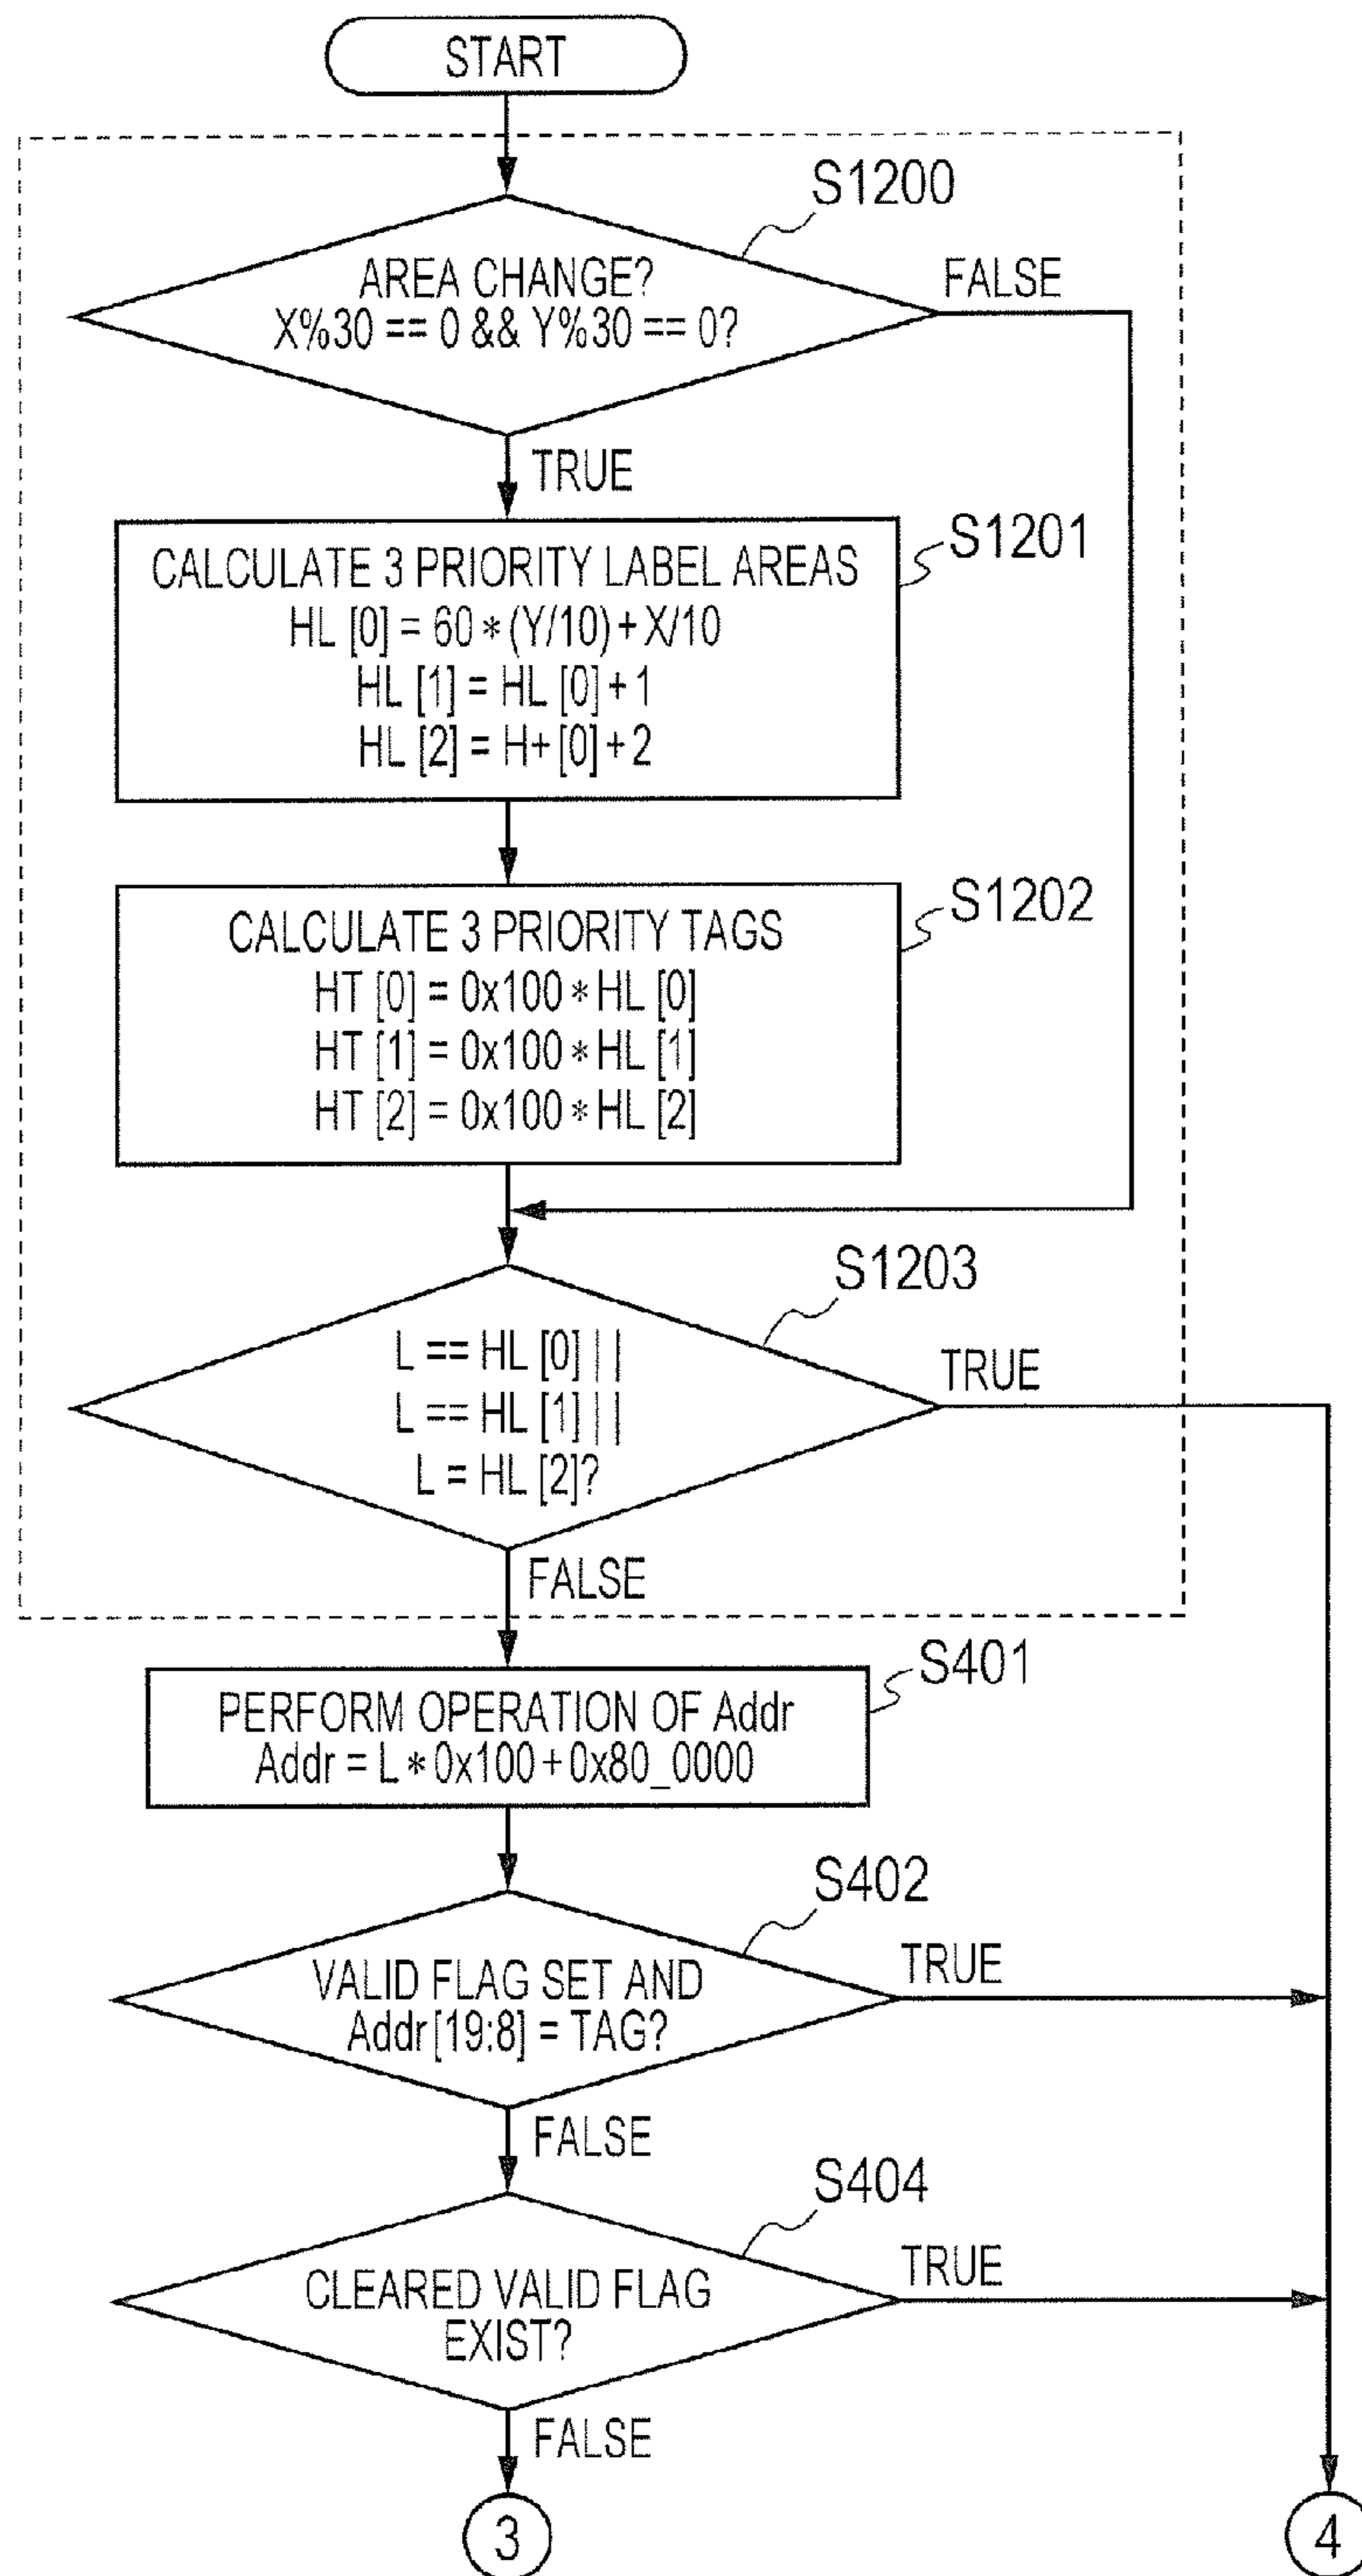 START
S1200
AREA CHANGE?
X%30 == 0 && Y%30 == 0?
FALSE
TRUE
S1201
CALCULATE 3 PRIORITY LABEL AREAS
HL [0] = 60 * (Y/10) + X/10
HL [1] = HL [0] + 1
HL [2] = H+ [0] + 2
S1202
CALCULATE 3 PRIORITY TAGS
HT [0] = 0x100 * HL [0]
HT [1] = 0x100 * HL [1]
HT [2] = 0x100 * HL [2]
S1203
L == HL [0] ||
L == HL [1] ||
L = HL [2]?
TRUE
FALSE
S401
PERFORM OPERATION OF Addr
Addr = L * 0x100 + 0x80_0000
S402
VALID FLAG SET AND
Addr [19:8] = TAG?
TRUE
FALSE
S404
CLEARED VALID FLAG
EXIST?
TRUE
FALSE
3
4